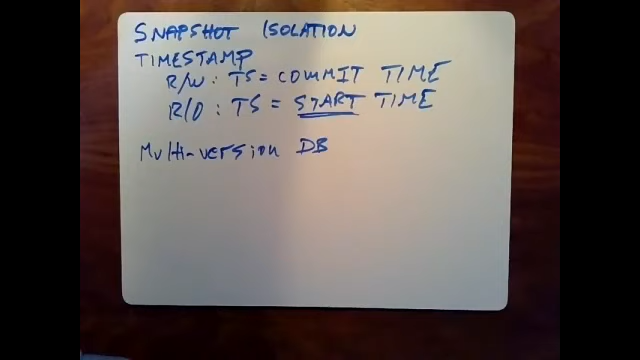 SNAPSHOT ISOLATION
TIMESTAMP
R/W : TS = COMMIT TIME
R/O : TS = START TIME
Multi-version DB